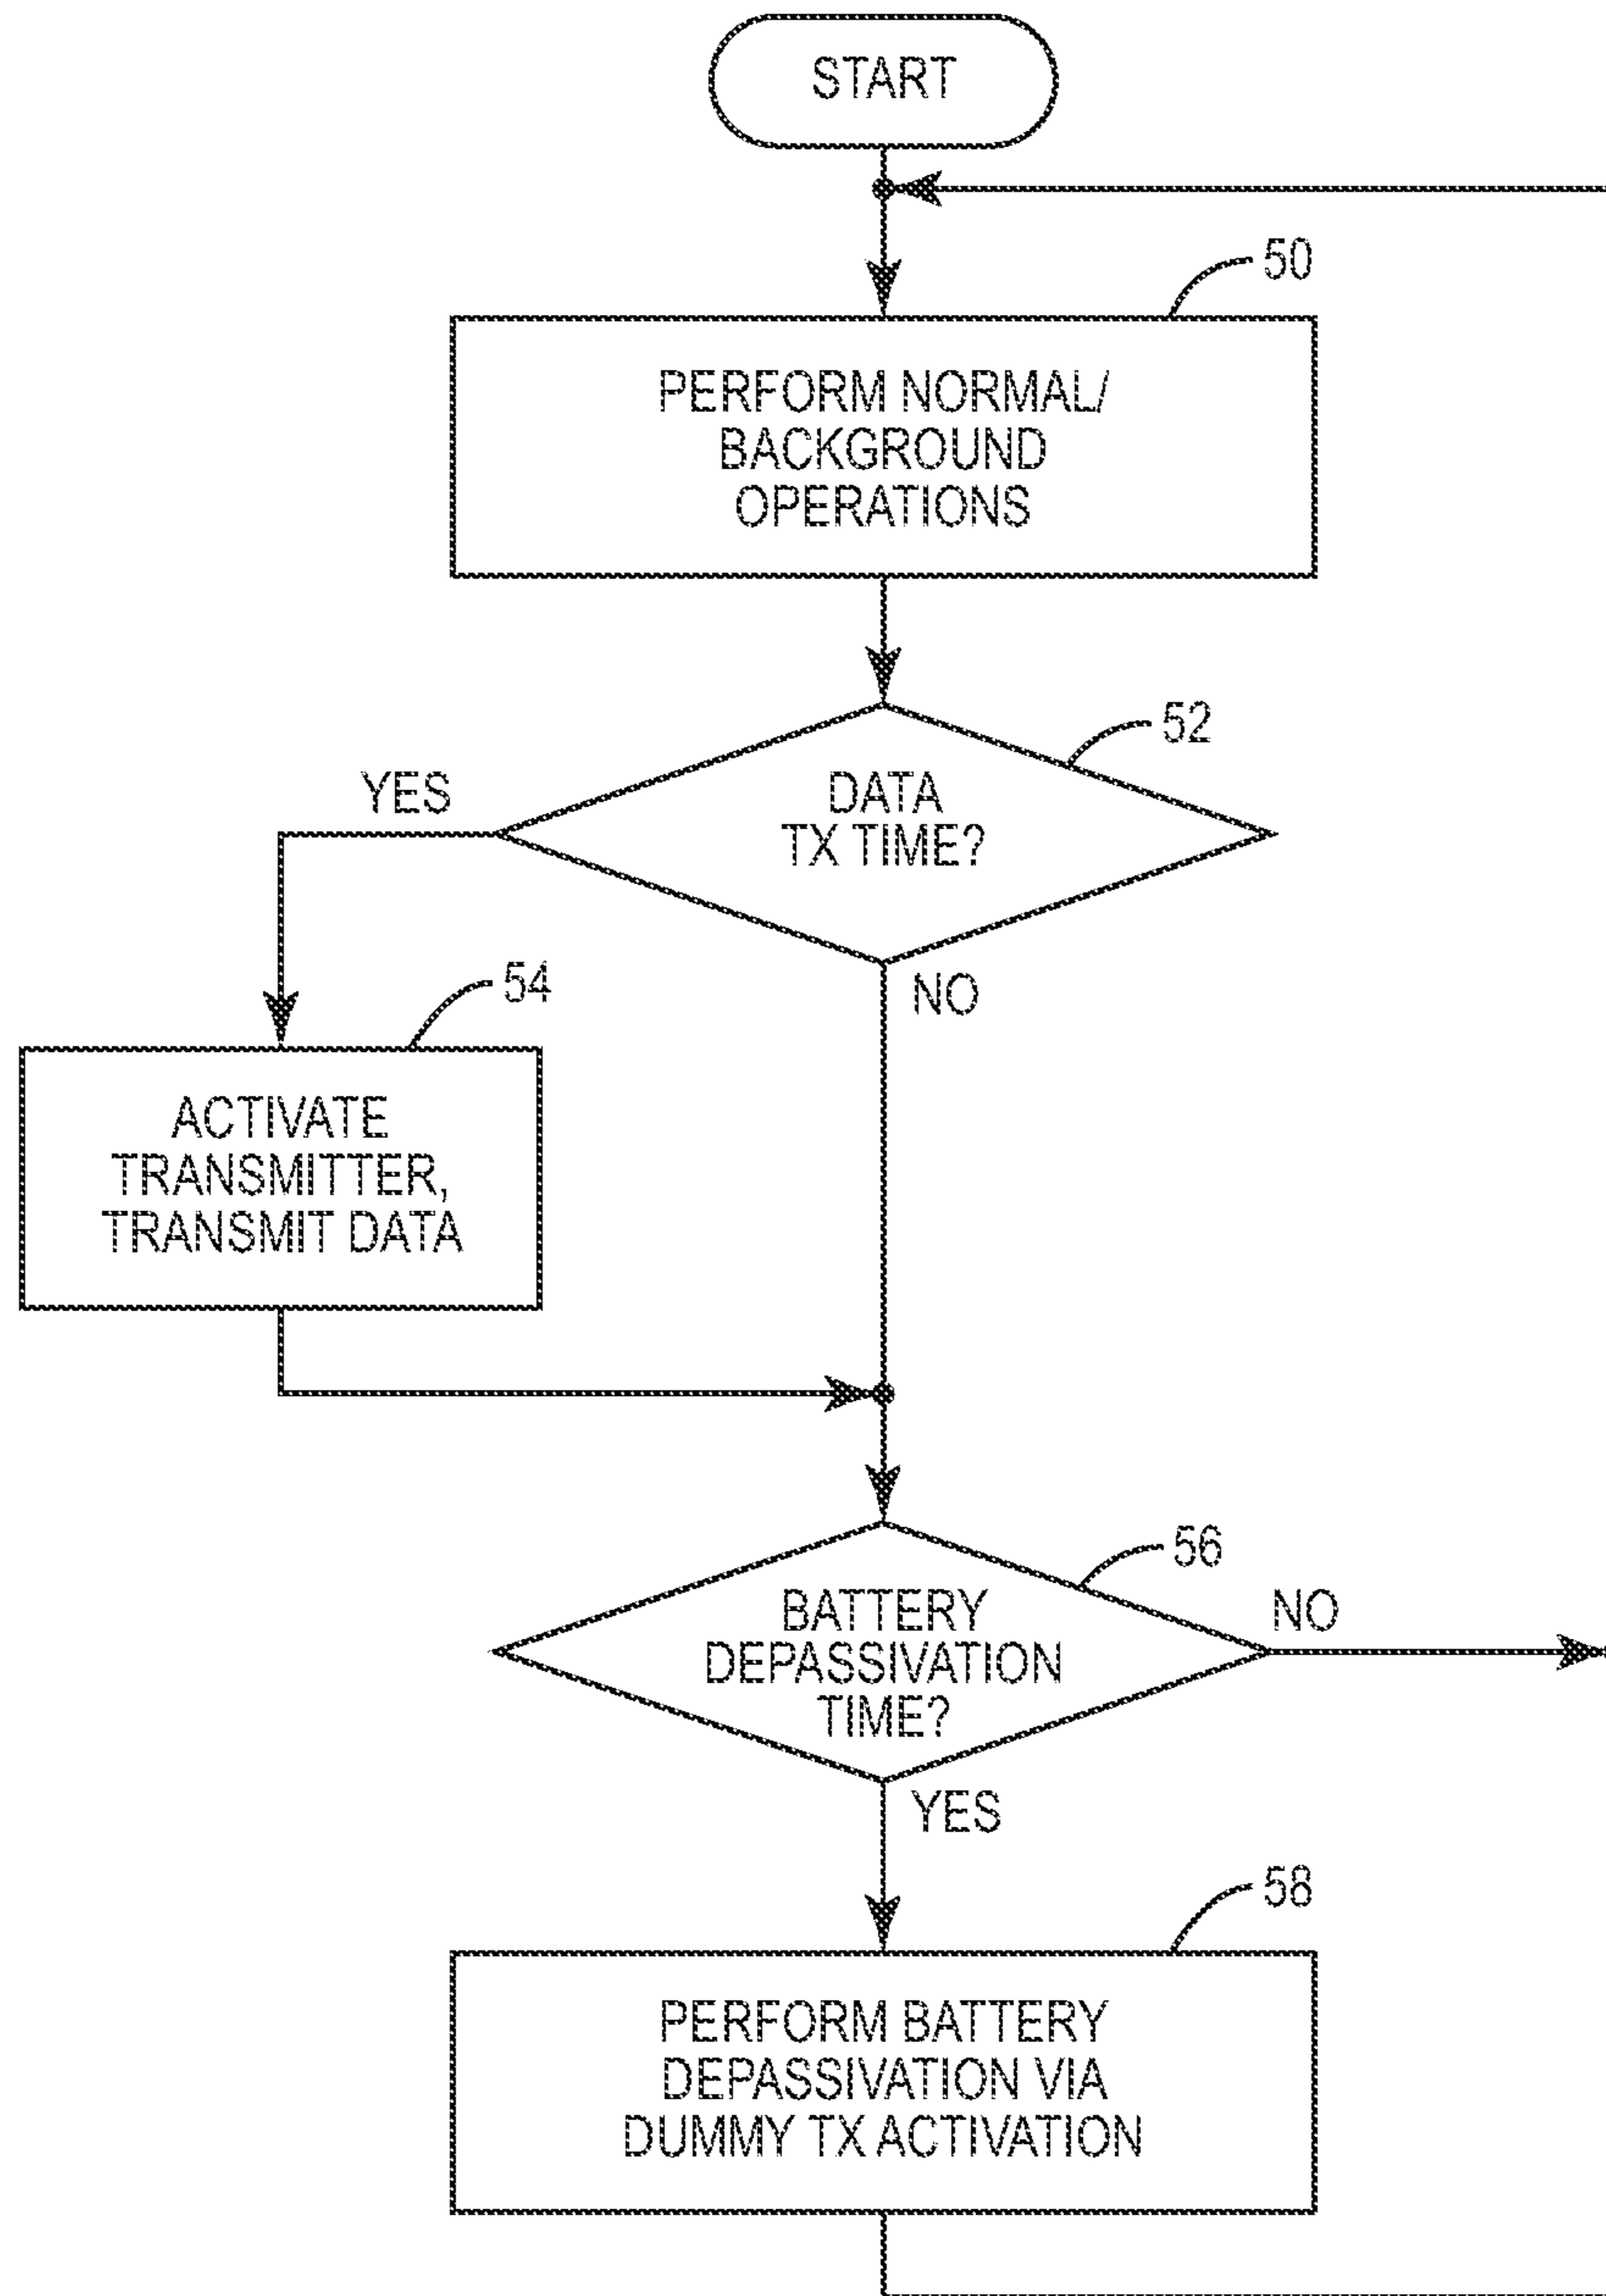 START
50
PERFORM NORMAL/
BACKGROUND
OPERATIONS
52
YES
DATA
TX TIME?
NO
54
ACTIVATE
TRANSMITTER,
TRANSMIT DATA
56
NO
BATTERY
DEPASSIVATION
TIME?
YES
58
PERFORM BATTERY
DEPASSIVATION VIA
DUMMY TX ACTIVATION